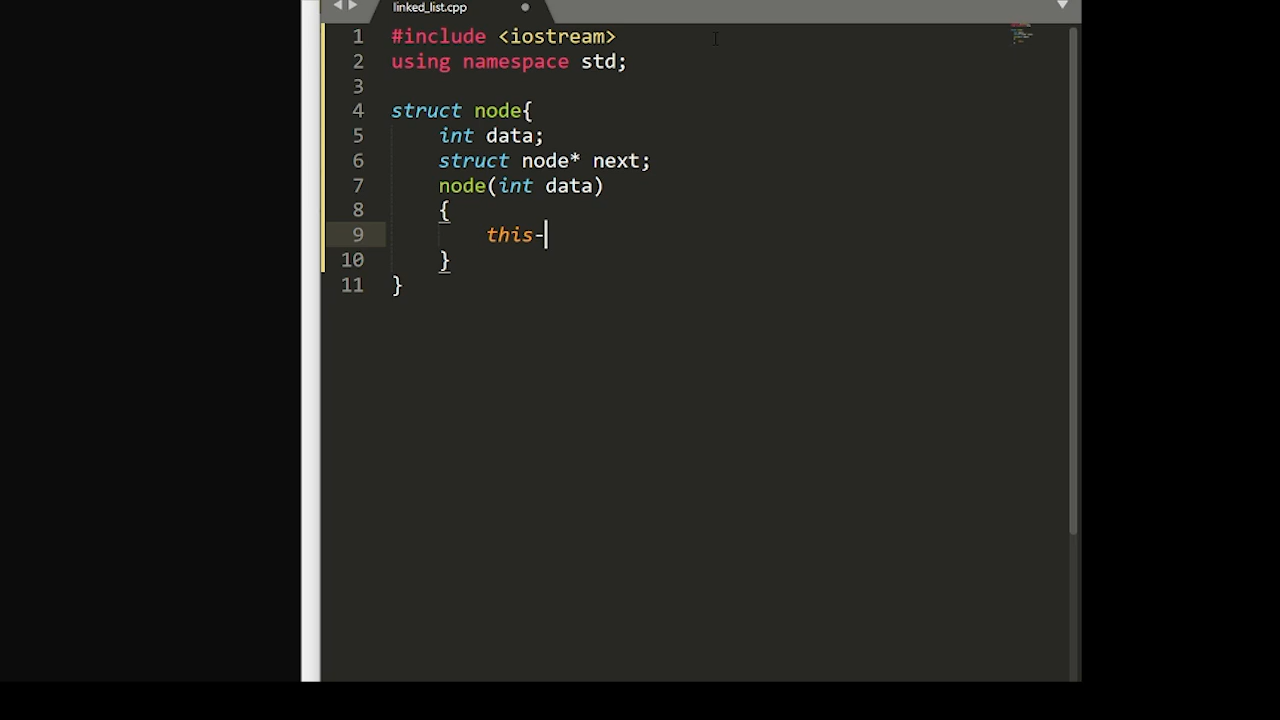 linked_list.cpp
1 #include <iostream>
2 using namespace std;
3
4 struct node{
5     int data;
6     struct node* next;
7     node(int data)
8     {
9         this-
10     }
11 }